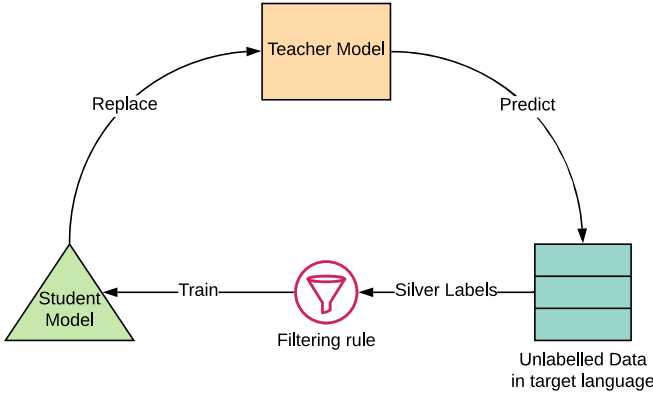 Teacher Model
Replace
Predict
Student
Model
Train
Silver Labels
Filtering rule
Unlabelled Data
in target language